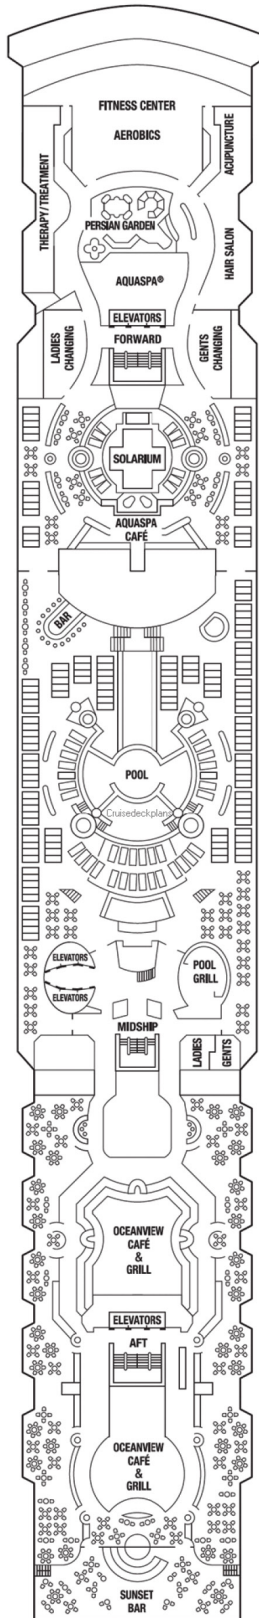 FITNESS CENTER
AEROBICS
ACUPUNCTURE
THERAPY/TREATMENT
PERSIAN GARDEN
HAIR SALON
AQUASPA®
ELEVATORS
FORWARD
LADIES
CHANGING
GENTS
CHANGING
SOLARIUM
AQUASPA
CAFÉ
BAR
POOL
Cruisedeckplans
ELEVATORS
ELEVATORS
POOL
GRILL
MIDSHIP
LADIES
GENTS
OCEANVIEW
CAFÉ
&
GRILL
ELEVATORS
AFT
OCEANVIEW
CAFÉ
&
GRILL
SUNSET
BAR